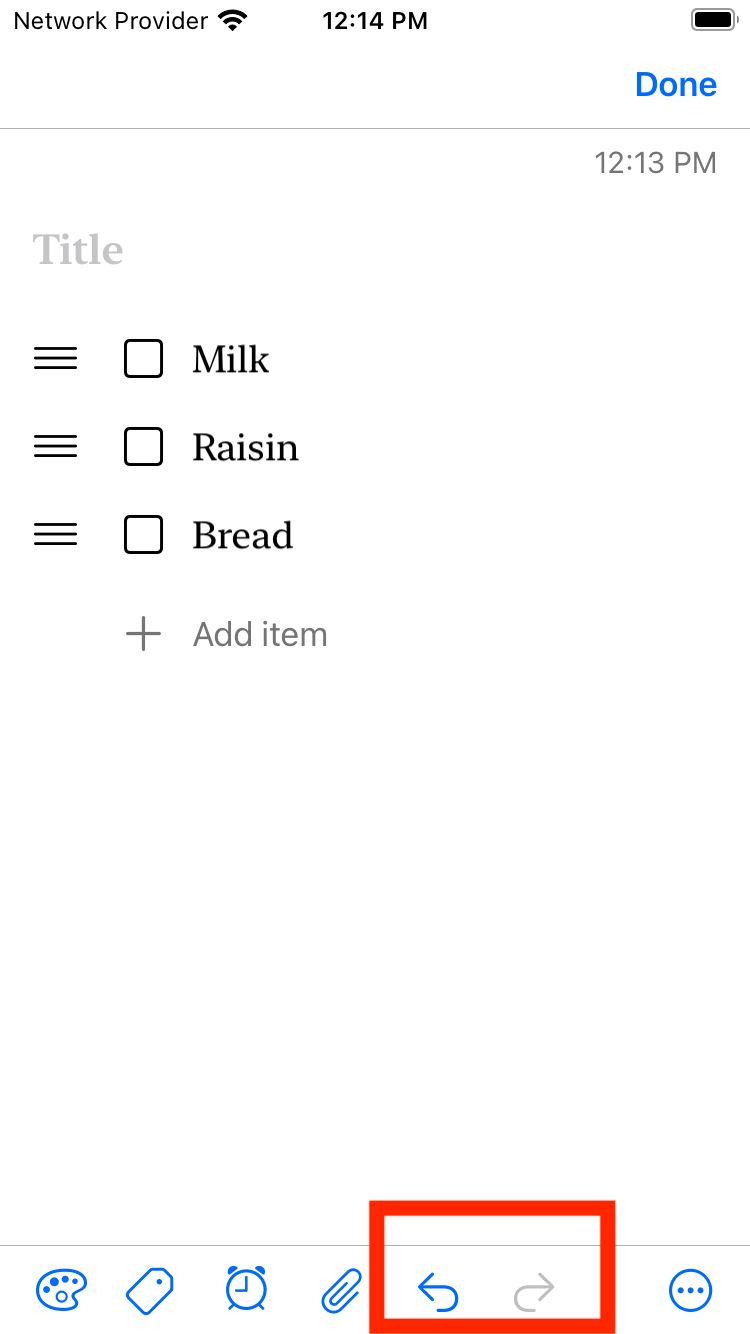 Network Provider 12:14 PM
Done
12:13 PM
Title
Milk
Raisin
Bread
Add item